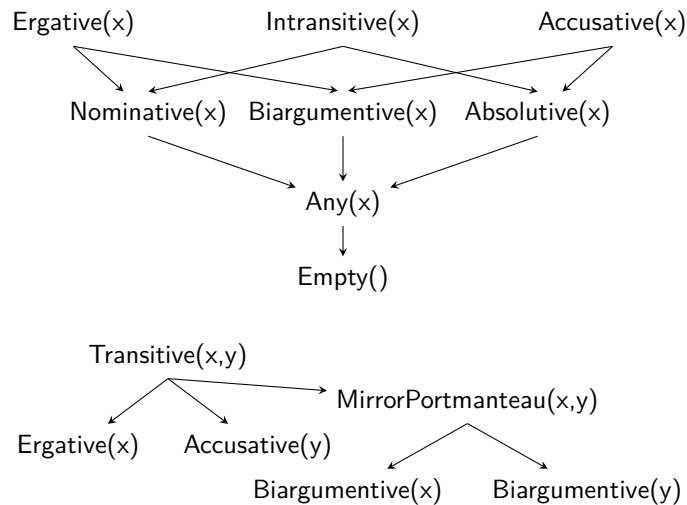 Ergative(x) Intransitive(x) Accusative(x)
Nominative(x) Biargumentive(x) Absolutive(x)
Any(x)
Empty()
Transitive(x,y)
MirrorPortmanteau(x,y)
Ergative(x) Accusative(y)
Biargumentive(x) Biargumentive(y)